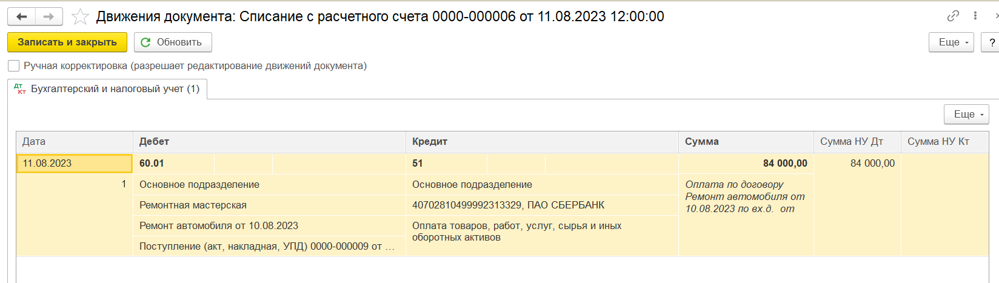 Движения документа: Списание с расчетного счета 0000-000006 от 11.08.2023 12:00:00
Записать и закрыть
Обновить
Еще
?
Ручная корректировка (разрешает редактирование движений документа)
Дт
Кт
Бухгалтерский и налоговый учет (1)
Еще
Дата
Дебет
Кредит
Сумма
Сумма НУ Дт
Сумма НУ Кт
11.08.2023
60.01
51
84 000,00
84 000,00
1
Основное подразделение
Основное подразделение
Оплата по договору
Ремонт автомобиля от
10.08.2023 по вх.д.  от
Ремонтная мастерская
40702810499992313329, ПАО СБЕРБАНК
Ремонт автомобиля от 10.08.2023
Оплата товаров, работ, услуг, сырья и иных
оборотных активов
Поступление (акт, накладная, УПД) 0000-000009 от ...